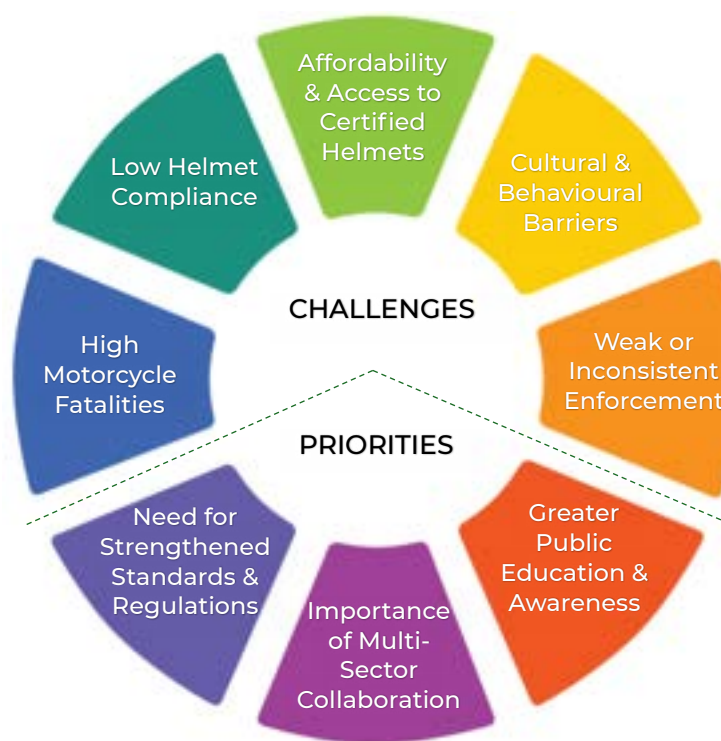 Affordability
& Access to
Certified
Helmets
Low Helmet
Compliance
Cultural &
Behavioural
Barriers
CHALLENGES
High
Motorcycle
Fatalities
Weak or
Inconsistent
Enforcement
PRIORITIES
Need for
Strengthened
Standards &
Regulations
Greater
Public
Education &
Awareness
Importance
of Multi-
Sector
Collaboration